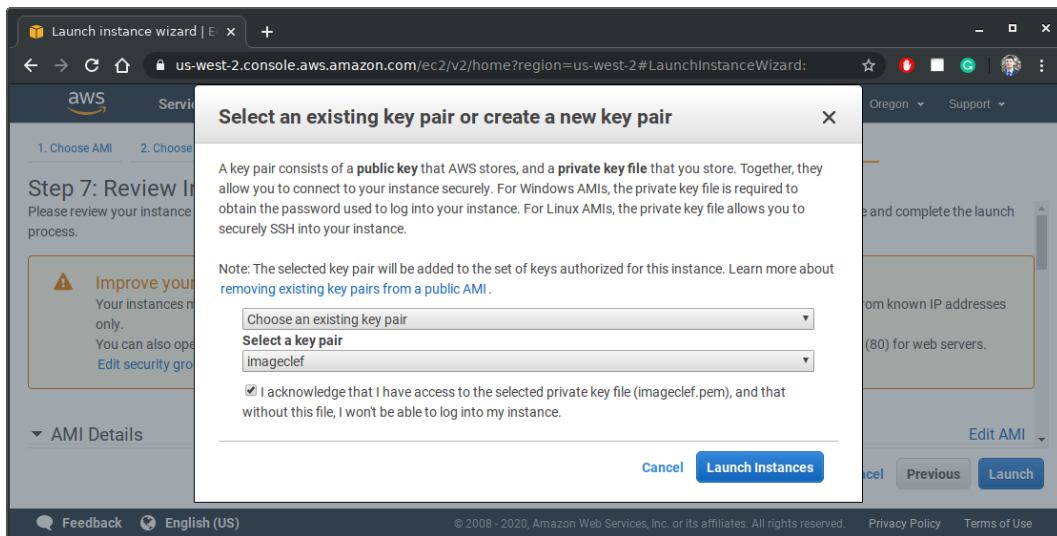 Launch instance wizard | E
us-west-2.console.aws.amazon.com/ec2/v2/home?region=us-west-2#LaunchInstanceWizard:
aws
Oregon
Support
Select an existing key pair or create a new key pair
1. Choose AMI
2. Choose
A key pair consists of a public key that AWS stores, and a private key file that you store. Together, they
allow you to connect to your instance securely. For Windows AMIs, the private key file is required to
obtain the password used to log into your instance. For Linux AMIs, the private key file allows you to
securely SSH into your instance.
Step 7: Review
Please review your instance
e and complete the launch
process.
Note: The selected key pair will be added to the set of keys authorized for this instance. Learn more about
removing existing key pairs from a public AMI.
Improve your
Your instances
rom known IP addresses
only.
Choose an existing key pair
You can also ope
(80) for web servers.
Select a key pair
Edit security gro
imageclef
I acknowledge that I have access to the selected private key file (imageclef.pem), and that
without this file, I won't be able to log into my instance.
AMI Details
Edit AMI
Cancel
Launch Instances
cel
Previous
Launch
Feedback
English (US)
© 2008 - 2020, Amazon Web Services, Inc. or its affiliates. All rights reserved.
Privacy Policy
Terms of Use